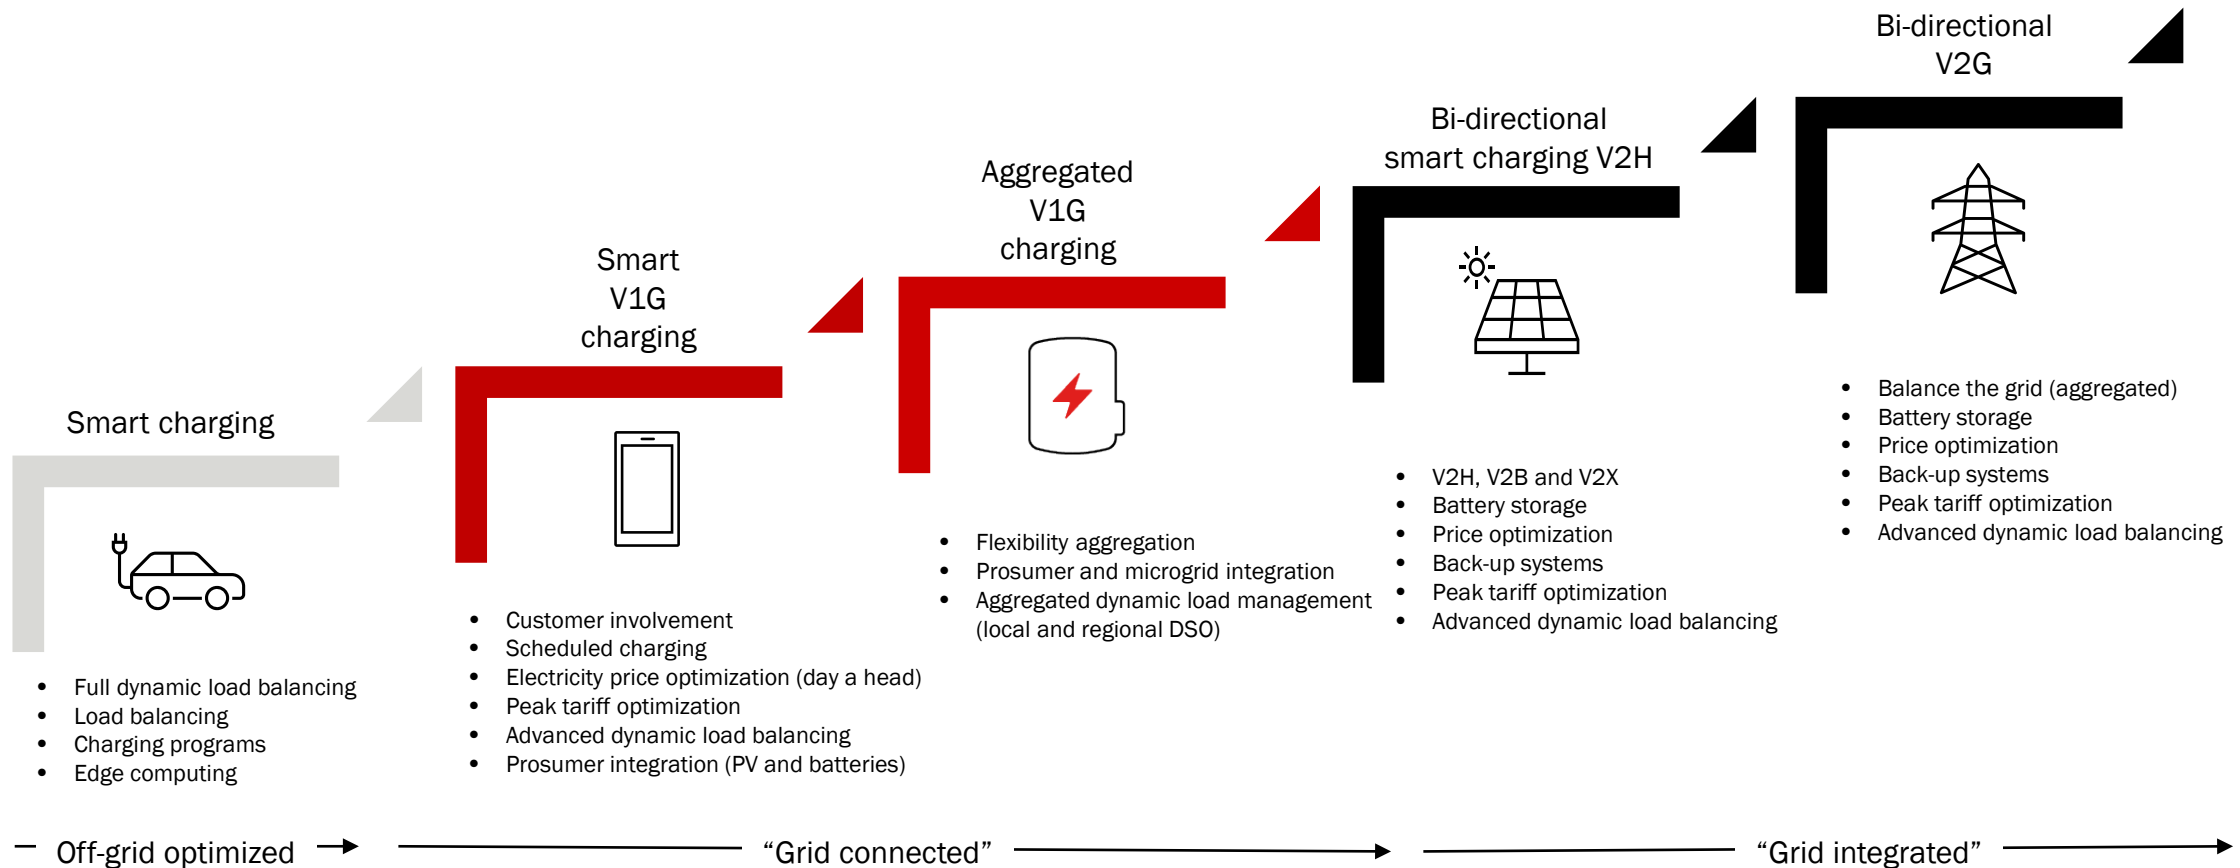 Smart charging
• Full dynamic load balancing
• Load balancing
• Charging programs
• Edge computing
Smart
V1G
charging
• Customer involvement
• Scheduled charging
• Electricity price optimization (day a head)
• Peak tariff optimization
• Advanced dynamic load balancing
• Prosumer integration (PV and batteries)
Aggregated
V1G
charging
• Flexibility aggregation
• Prosumer and microgrid integration
• Aggregated dynamic load management
(local and regional DSO)
Bi-directional
smart charging V2H
• V2H, V2B and V2X
• Battery storage
• Price optimization
• Back-up systems
• Peak tariff optimization
• Advanced dynamic load balancing
Bi-directional
V2G
• Balance the grid (aggregated)
• Battery storage
• Price optimization
• Back-up systems
• Peak tariff optimization
• Advanced dynamic load balancing
Off-grid optimized
“Grid connected”
“Grid integrated”